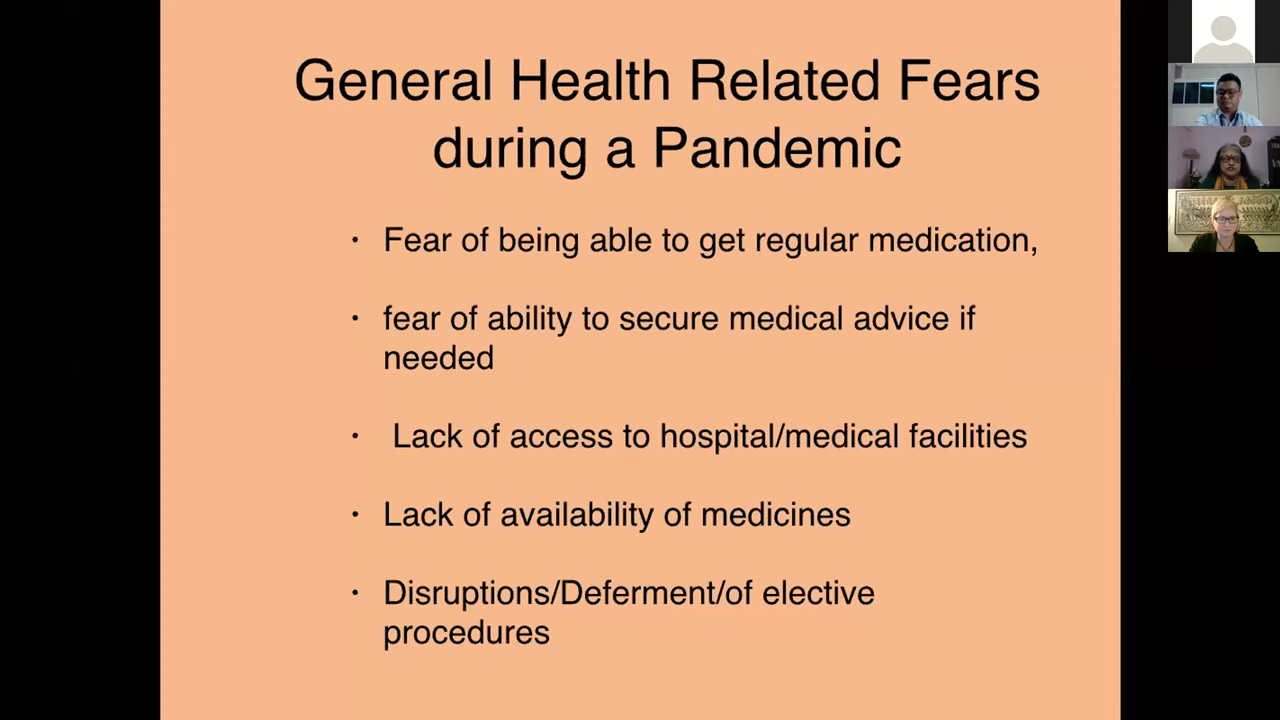 General Health Related Fears
during a Pandemic
• Fear of being able to get regular medication,
• fear of ability to secure medical advice if
needed
• Lack of access to hospital/medical facilities
• Lack of availability of medicines
• Disruptions/Deferment/of elective
procedures